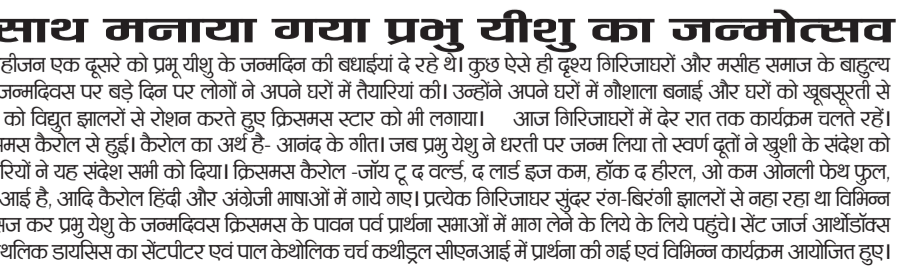 साथ मनाया गया प्रभु यीशु का जन्मोत्सव
हीजन एक दूसरे को प्रभू यीशु के जन्मदिन की बधाईयां दे रहे थे। कुछ ऐसे ही दृश्य गिरिजाघरों और मसीह समाज के बाहुल्य
जन्मदिवस पर बड़े दिन पर लोगों ने अपने घरों में तैयारियां की। उन्होंने अपने घरों में गौशाला बनाई और घरों को खूबसूरती से
को विद्युत झालरों से रोशन करते हुए क्रिसमस स्टार को भी लगाया। आज गिरिजाघरों में देर रात तक कार्यक्रम चलते रहें।
मस कैरोल से हुई। कैरोल का अर्थ है- आनंद के गीत। जब प्रभु येशु ने धरती पर जन्म लिया तो स्वर्ण दूतों ने खुशी के संदेश को
रियों ने यह संदेश सभी को दिया। क्रिसमस कैरोल -जॉय टू द वर्ल्ड, द लार्ड इज कम, हॉक द हीरल, ओ कम ओनली फेथ फुल,
आई है, आदि कैरोल हिंदी और अंग्रेजी भाषाओं में गाये गए। प्रत्येक गिरिजाघर सुंदर रंग-बिरंगी झालरों से नहा रहा था विभिन्न
सज कर प्रभु येशु के जन्मदिवस क्रिसमस के पावन पर्व प्रार्थना सभाओं में भाग लेने के लिये के लिये पहुंचे। सेंट जार्ज आर्थोडॉक्स
थलिक डायसिस का सेंटपीटर एवं पाल केथोलिक चर्च कथीड्रल सीएनआई में प्रार्थना की गई एवं विभिन्न कार्यक्रम आयोजित हुए।